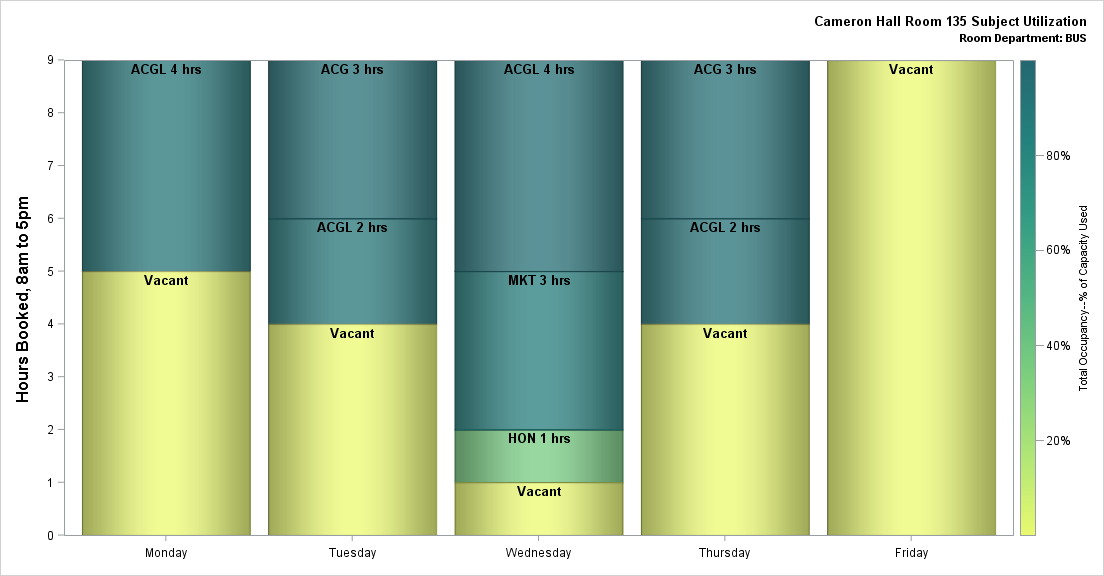 Cameron Hall Room 135 Subject Utilization
Room Department: BUS
Hours Booked, 8am to 5pm
9
8
7
6
5
4
3
2
1
0
ACGL 4 hrs
Vacant
ACG 3 hrs
ACGL 2 hrs
Vacant
ACGL 4 hrs
MKT 3 hrs
HON 1 hrs
Vacant
ACG 3 hrs
ACGL 2 hrs
Vacant
Vacant
Monday
Tuesday
Wednesday
Thursday
Friday
80%
60%
40%
20%
Total Occupancy--% of Capacity Used